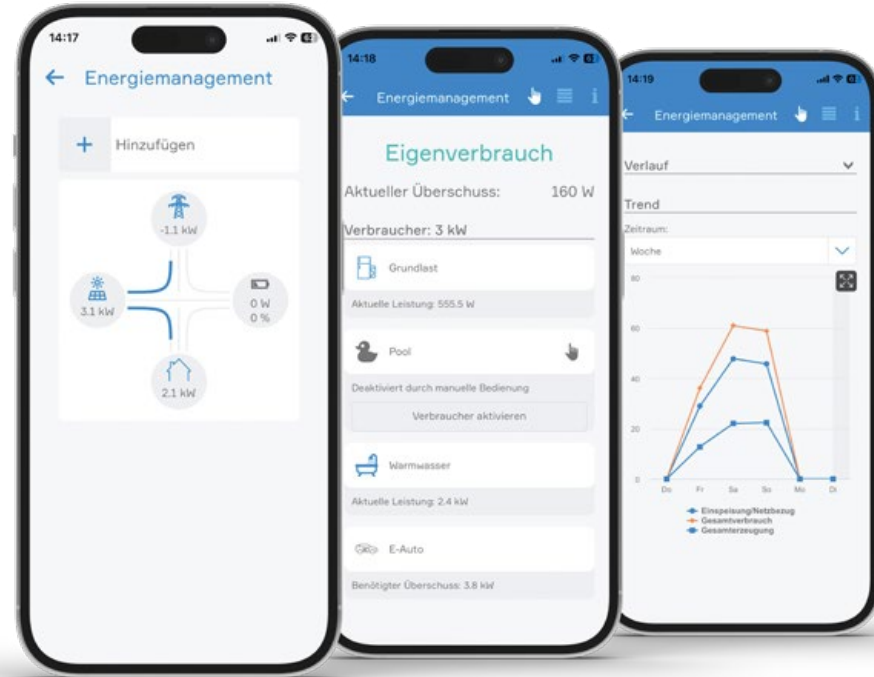 14:17
Energiemanagement
+ Hinzufügen
-1.1 kW
3.1 kW
0 W
0 %
2.1 kW
14:18
Energiemanagement
i
Eigenverbrauch
Aktueller Überschuss: 160 W
Verbraucher: 3 kW
Grundlast
Aktuelle Leistung: 555.5 W
Pool
Deaktiviert durch manuelle Bedienung
Verbraucher aktivieren
Warmwasser
Aktuelle Leistung: 2.4 kW
E-Auto
Benötigter Überschuss: 3.8 kW
14:19
Energiemanagement
i
Verlauf
Trend
Zeitraum:
Woche
80
60
40
20
0
Do Fr Sa So Mo Di
Einspeisung/Netzbezug
Gesamtverbrauch
Gesamterzeugung